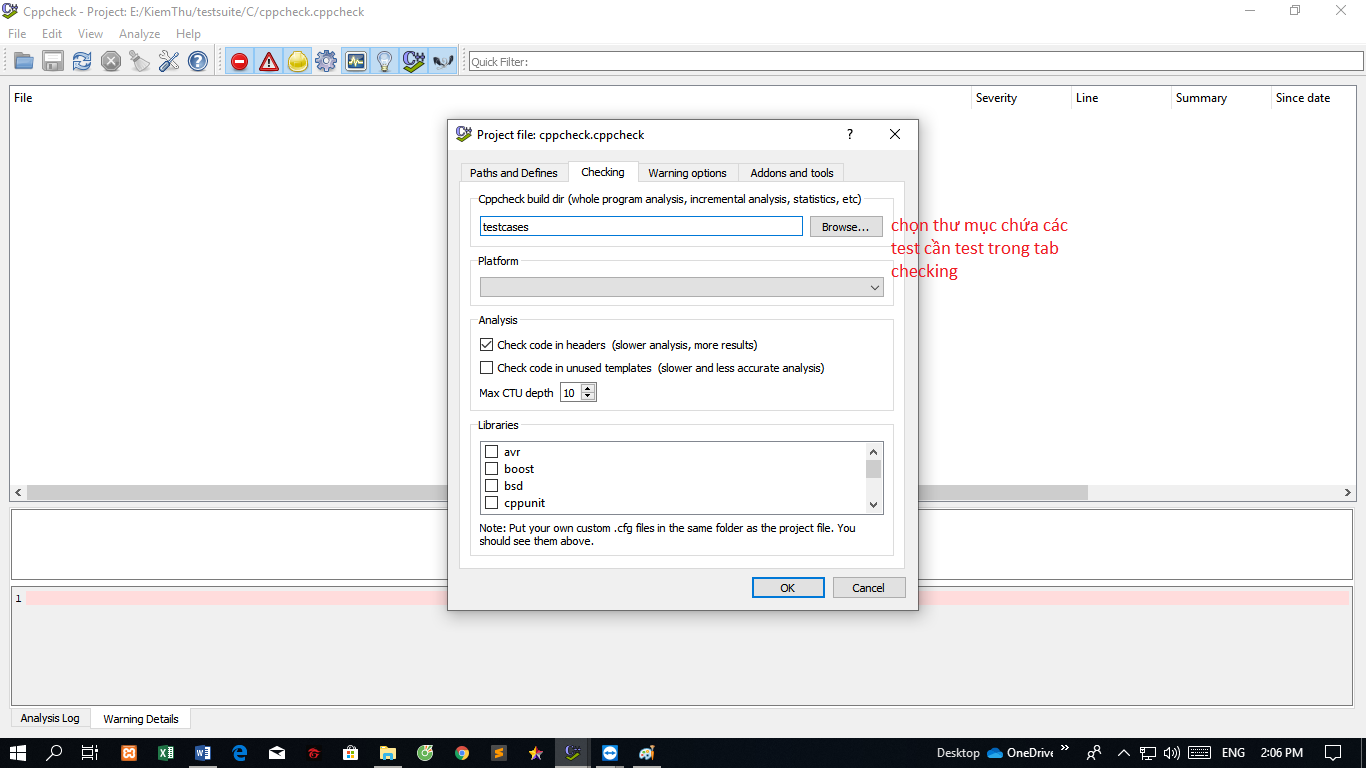 Cppcheck - Project: E:/KiemThu/testsuite/C/cppcheck.cppcheck
File Edit View Analyze Help
Quick Filter:
File Severity Line Summary Since date
Project file: cppcheck.cppcheck ?
Paths and Defines Checking Warning options Addons and tools
Cppcheck build dir (whole program analysis, incremental analysis, statistics, etc)
testcases Browse...
chọn thư mục chứa các
test cần test trong tab
checking
Platform
Analysis
Check code in headers (slower analysis, more results)
Check code in unused templates (slower and less accurate analysis)
Max CTU depth 10
Libraries
avr
boost
bsd
cppunit
Note: Put your own custom .cfg files in the same folder as the project file. You
should see them above.
OK Cancel
1
Analysis Log Warning Details
Desktop OneDrive ENG 2:06 PM